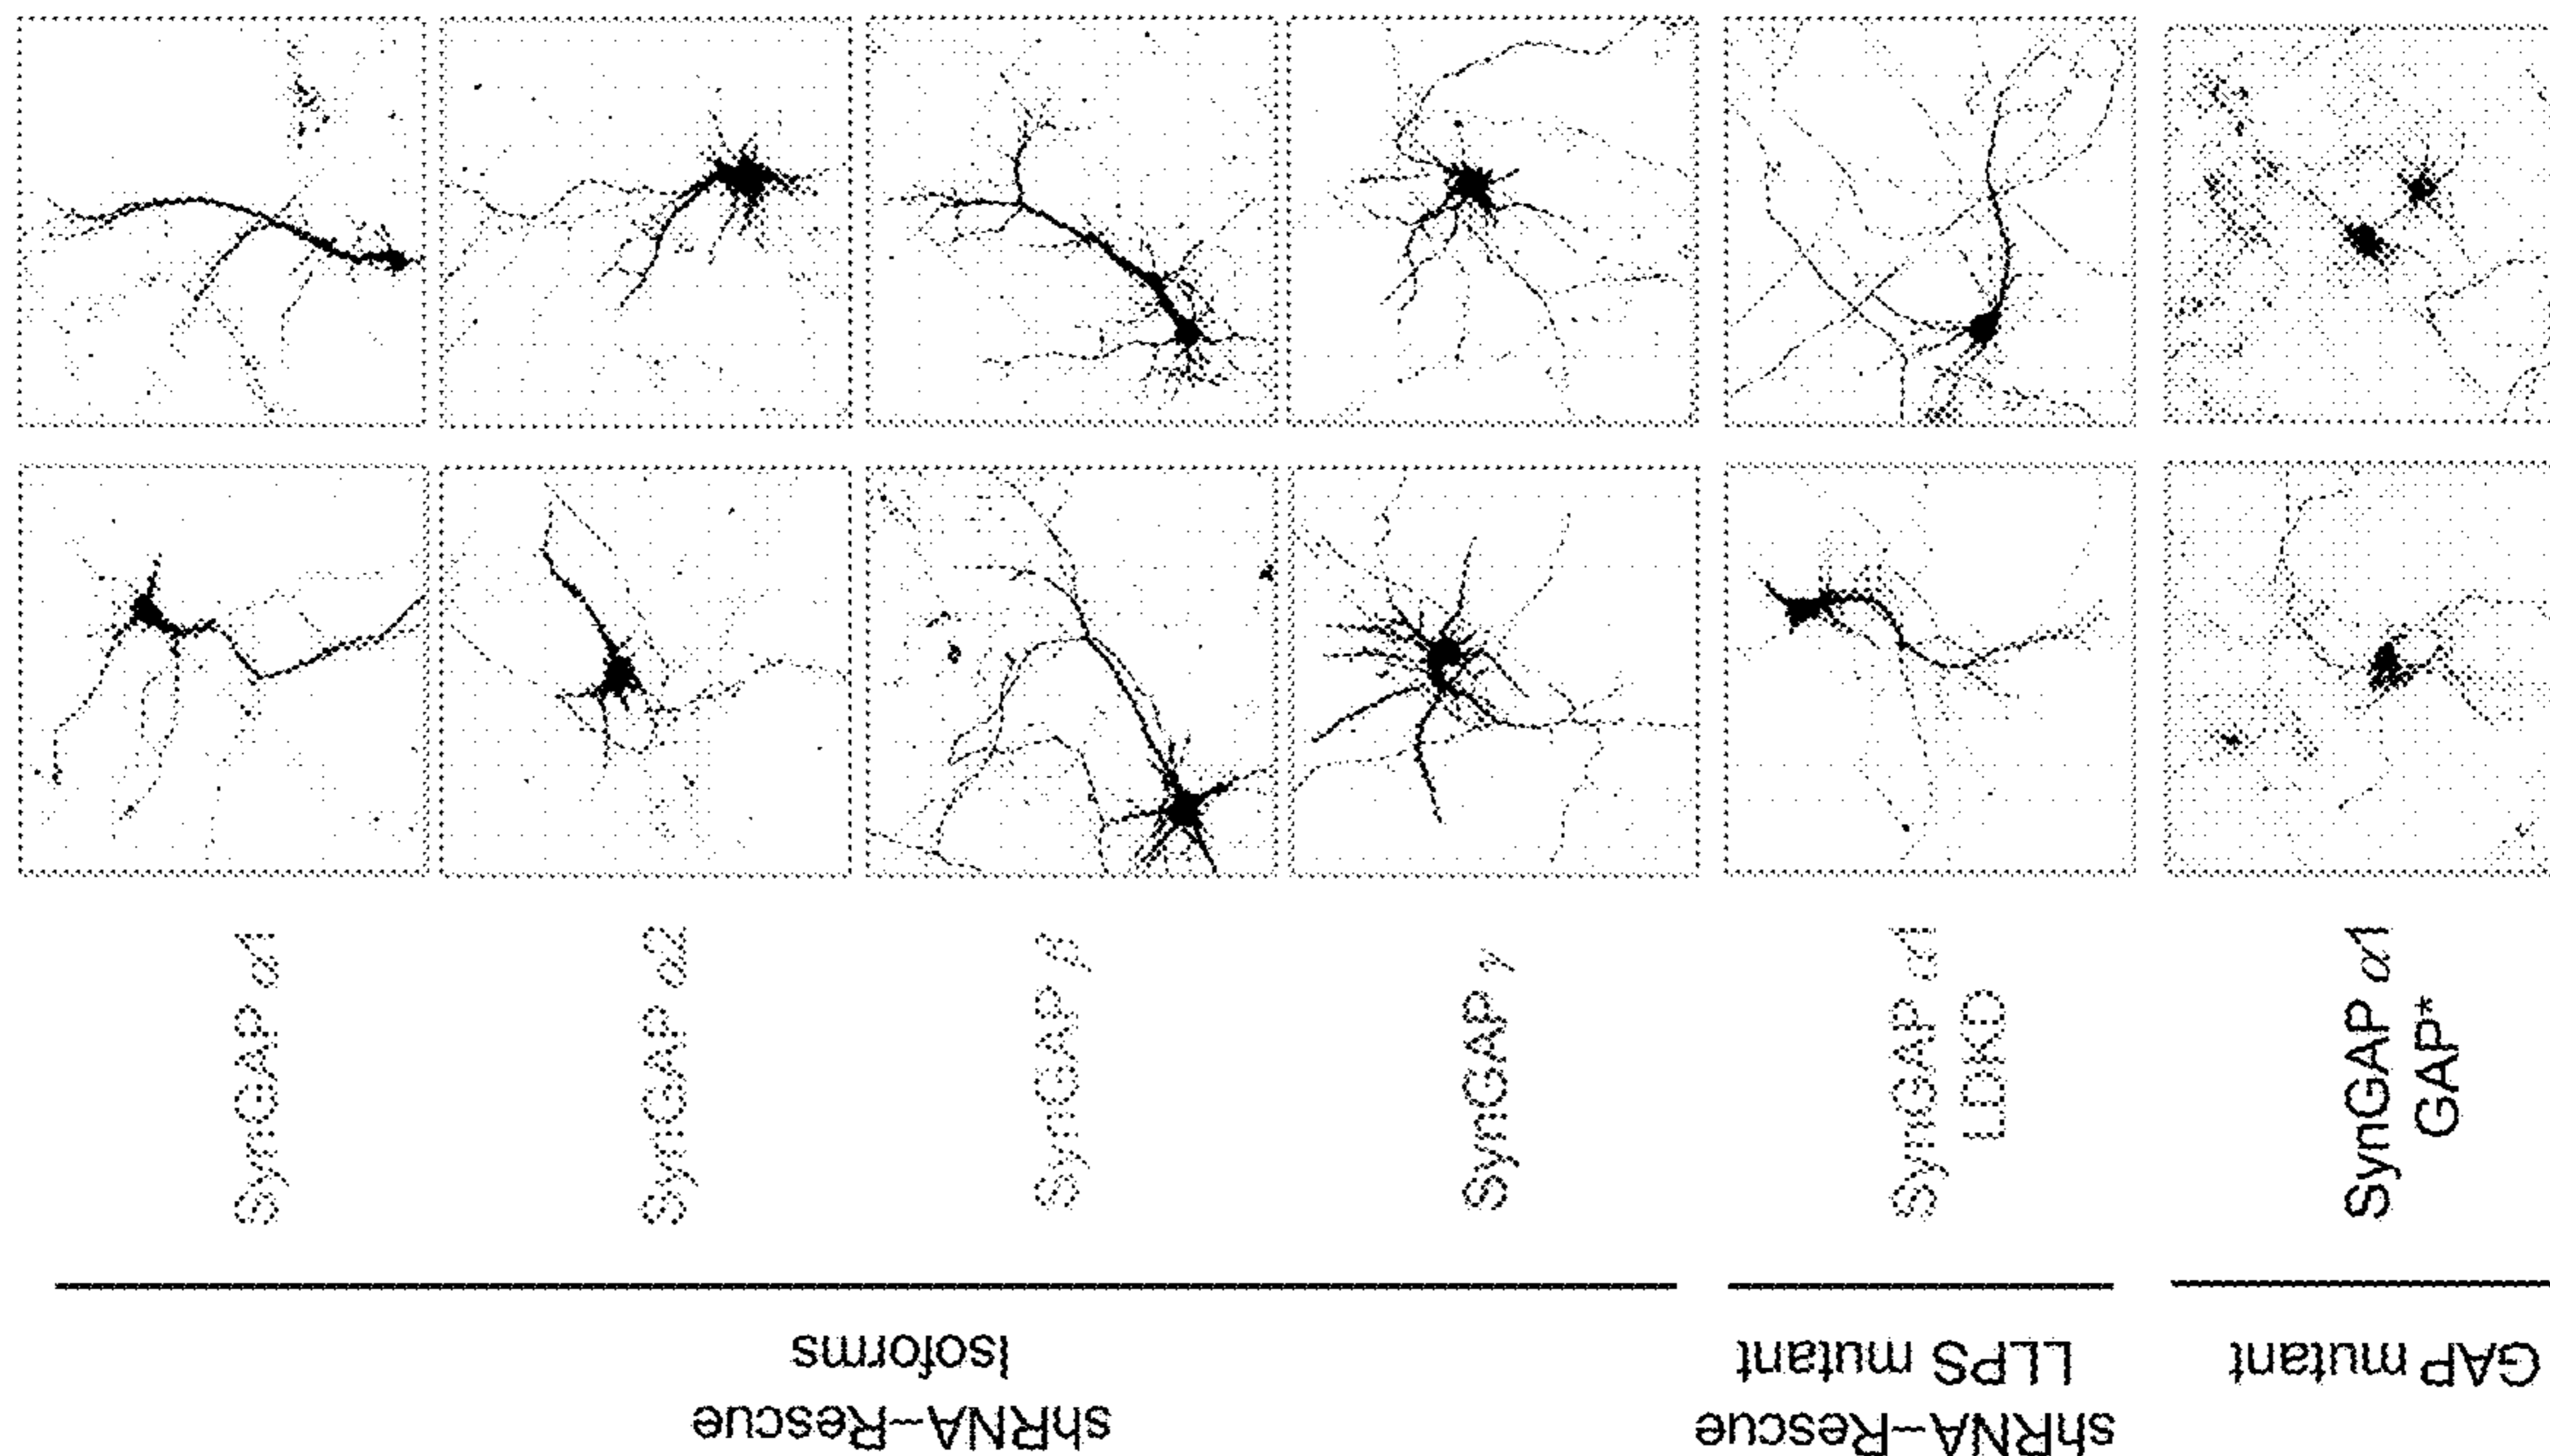 SynGAP α1
SynGAP α2
SynGAP β
SynGAP γ
SynGAP α1
LDKD
SynGAP α1
GAP*
shRNA-Rescue
Isoforms
shRNA-Rescue
LLPS mutant
GAP mutant